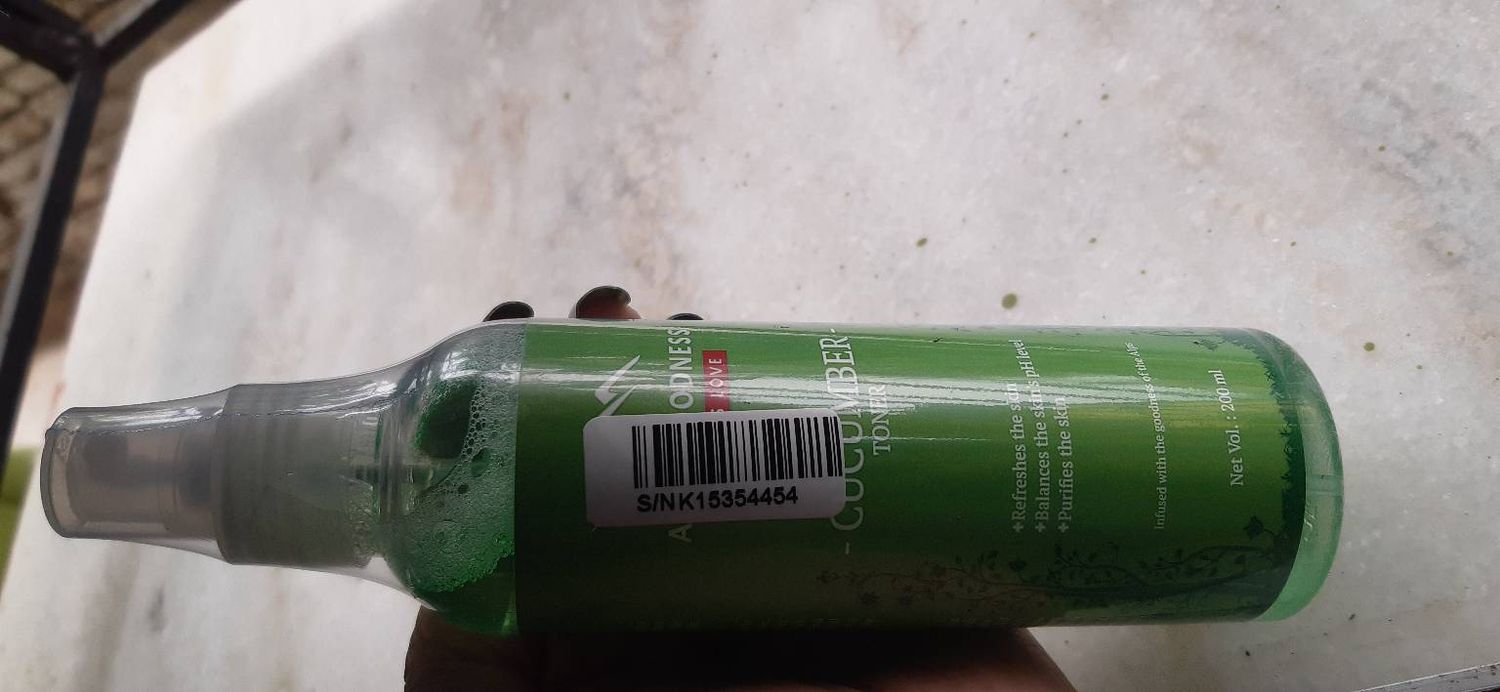 A ODNESS
S LOVE
S/NK15354454
- CUCUMBER -
TONER
+Refreshes the skin
+Balances the skin's pH level
+Purifies the skin
infused with the goodness of the Alps
Net Vol. : 200 ml